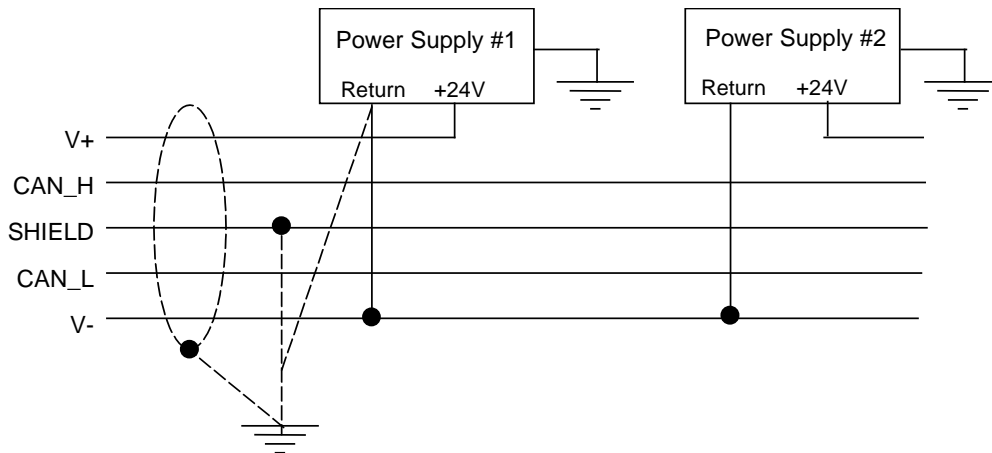 Power Supply #1
Return +24V
Power Supply #2
Return +24V
V+
CAN_H
SHIELD
CAN_L
V-